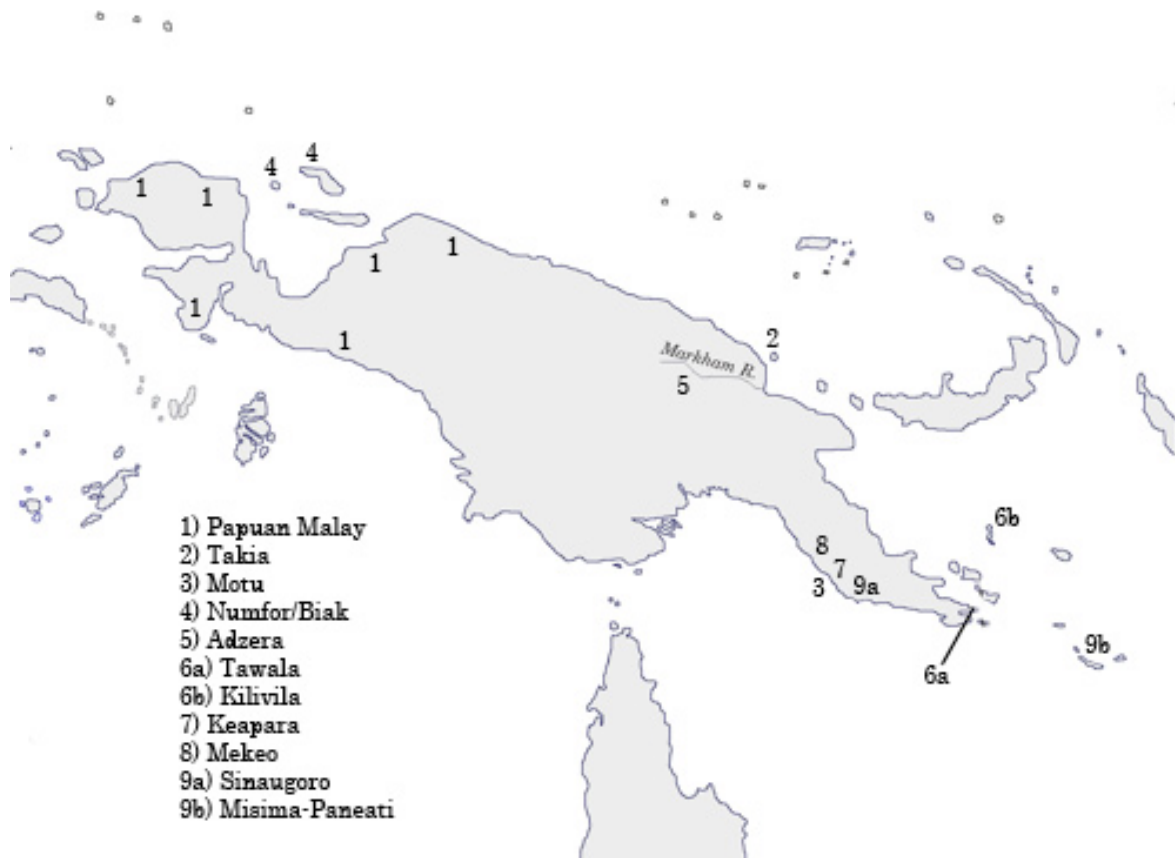 4
4
1
1
1
1
2
1
1
Markham R.
5
6b
8
7
9a
3
9b
6a
1) Papuan Malay
2) Takia
3) Motu
4) Numfor/Biak
5) Adzera
6a) Tawala
6b) Kilivila
7) Keapara
8) Mekeo
9a) Sinaugoro
9b) Misima-Paneati